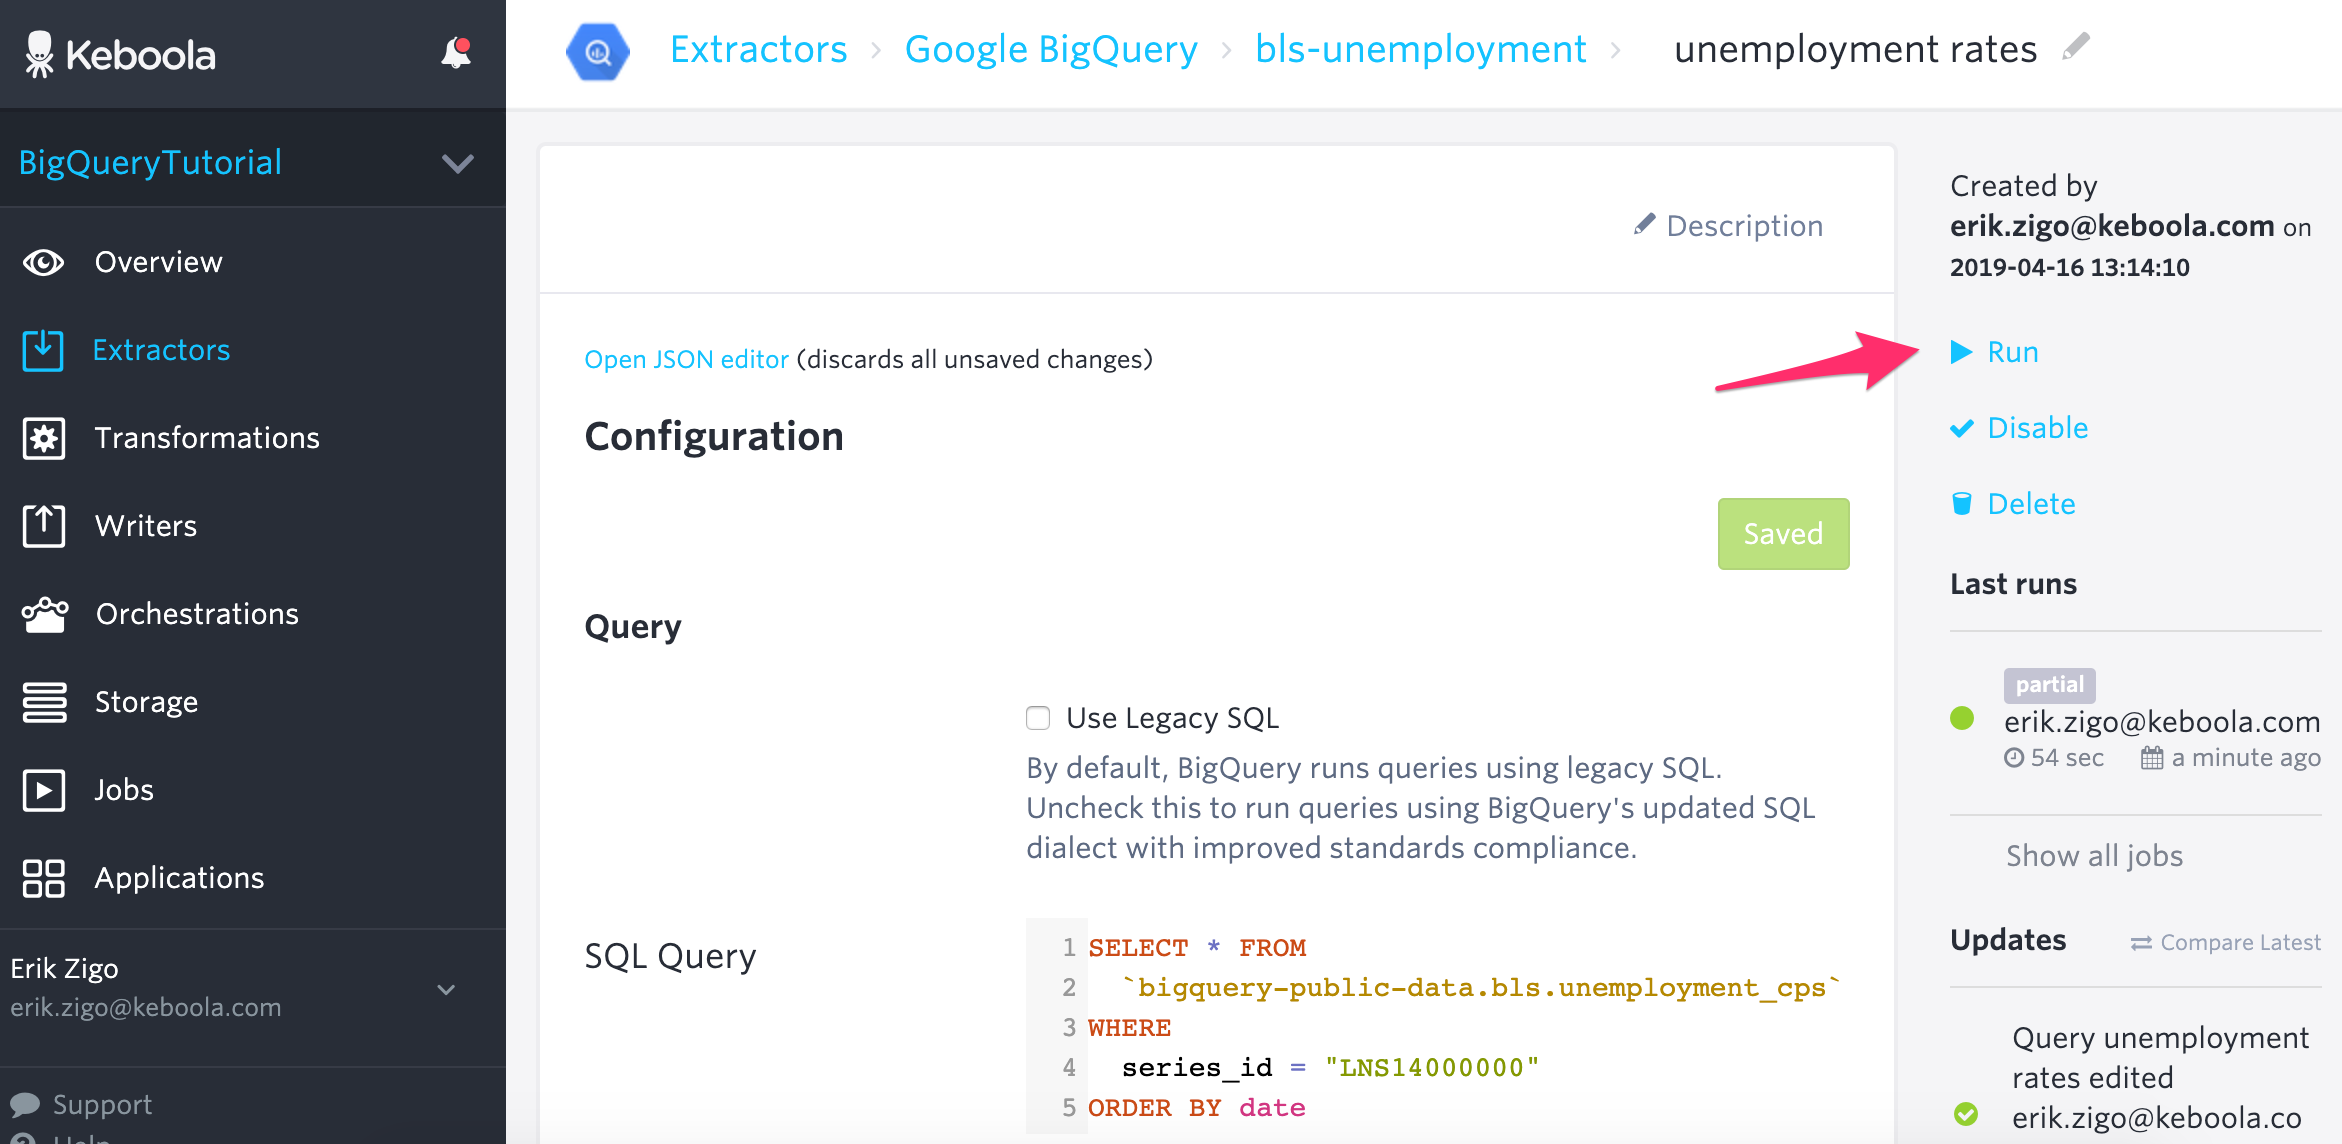 Keboola
BigQueryTutorial
Overview
Extractors
Transformations
Writers
Orchestrations
Storage
Jobs
Applications
Erik Zigo
erik.zigo@keboola.com
Support
Help
Extractors > Google BigQuery > bls-unemployment > unemployment rates
Description
Open JSON editor (discards all unsaved changes)
Configuration
Saved
Query
Use Legacy SQL
By default, BigQuery runs queries using legacy SQL.
Uncheck this to run queries using BigQuery's updated SQL
dialect with improved standards compliance.
SQL Query
1 SELECT * FROM
2 `bigquery-public-data.bls.unemployment_cps`
3 WHERE
4 series_id = "LNS14000000"
5 ORDER BY date
Created by
erik.zigo@keboola.com on
2019-04-16 13:14:10
Run
Disable
Delete
Last runs
partial
erik.zigo@keboola.com
54 sec a minute ago
Show all jobs
Updates Compare Latest
Query unemployment
rates edited
erik.zigo@keboola.co